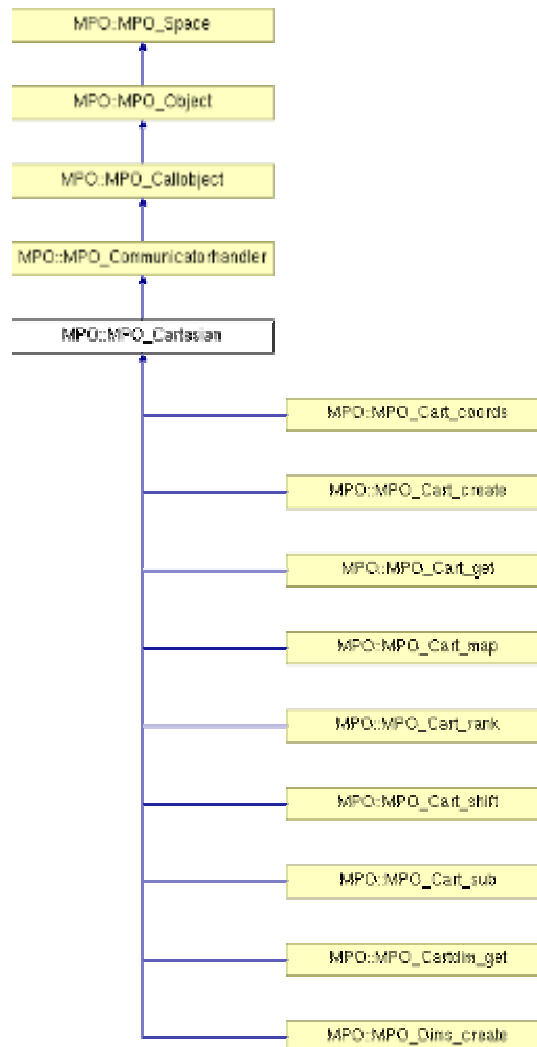 MPO::MPO_Space
MPO::MPO_Object
MPO::MPO_Callobject
MPO::MPO_Communicatorhandler
MPO::MPO_Cartesian
MPO::MPO_Cart_coords
MPO::MPO_Cart_create
MPO::MPO_Cart_get
MPO::MPO_Cart_map
MPO::MPO_Cart_rank
MPO::MPO_Cart_shift
MPO::MPO_Cart_sub
MPO::MPO_Cartdim_get
MPO::MPO_Dims_create